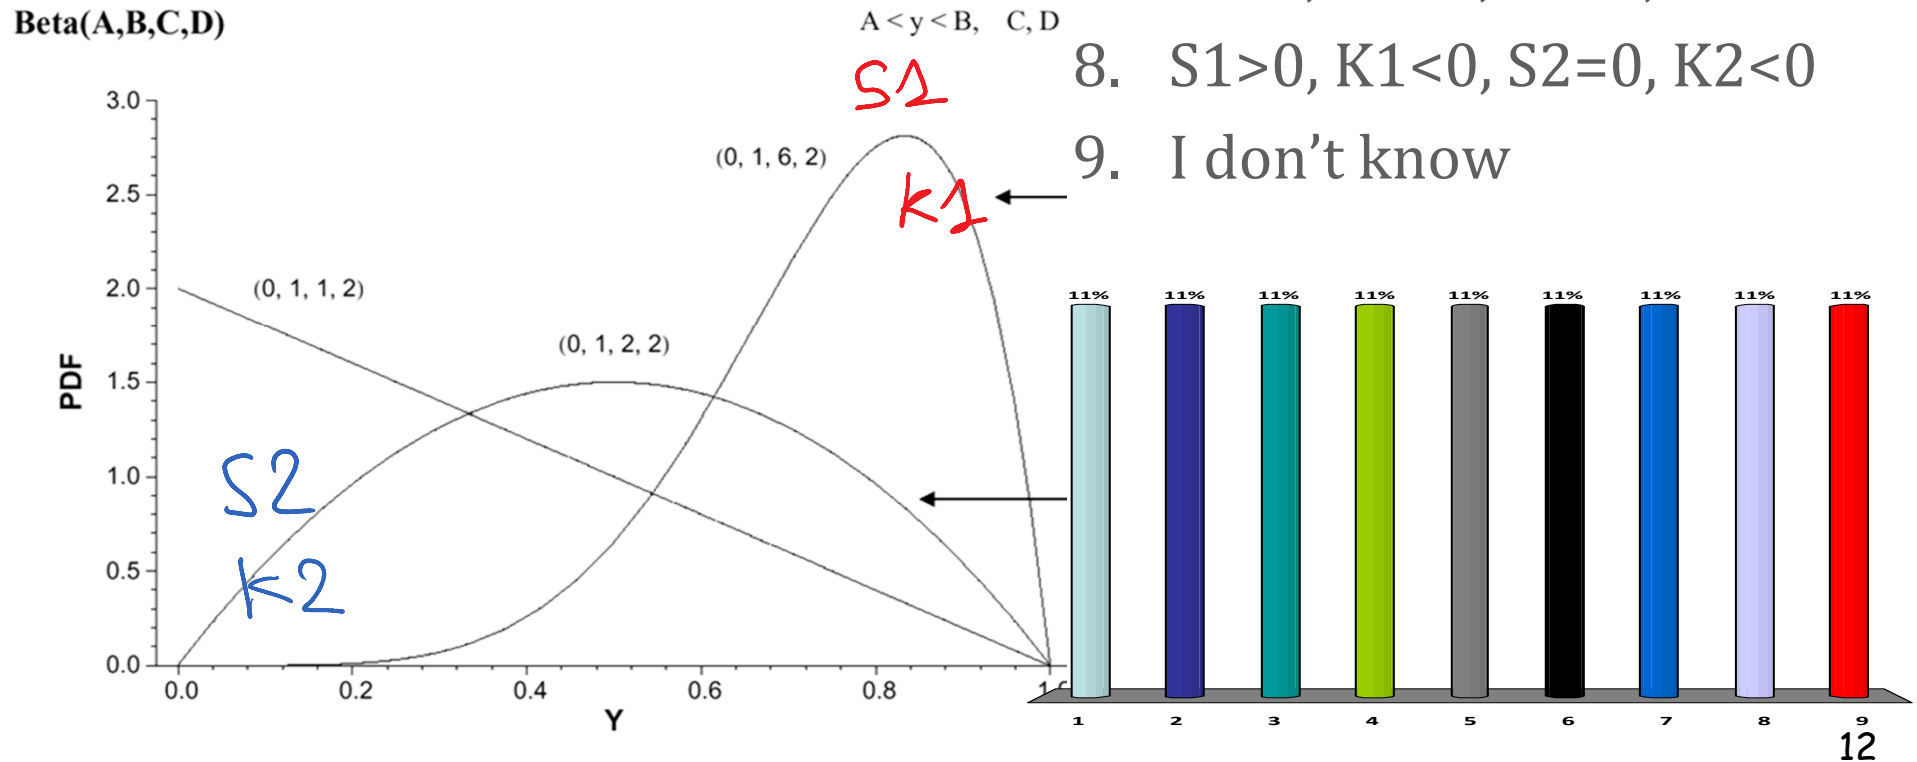 Beta(A,B,C,D)
A < y < B, C, D
S1
K1
S2
K2
(0, 1, 6, 2)
(0, 1, 1, 2)
(0, 1, 2, 2)
3.0
2.5
2.0
1.5
1.0
0.5
0.0
PDF
0.0 0.2 0.4 0.6 0.8
Y
8. S1>0, K1<0, S2=0, K2<0
9. I don't know
11% 11% 11% 11% 11% 11% 11% 11% 11%
1 2 3 4 5 6 7 8 9
12